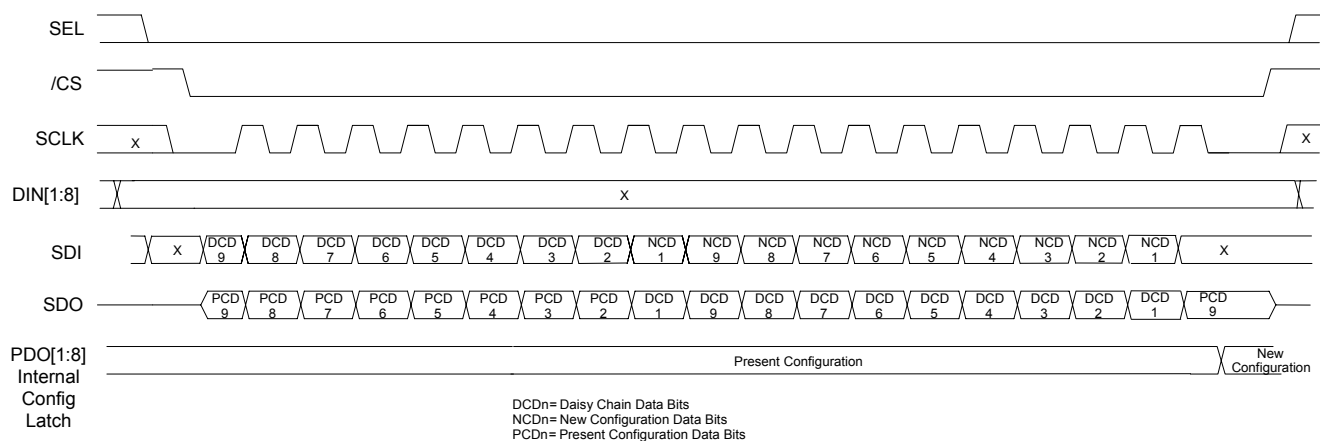 SEL
/CS
SCLK
X
X
DIN[1:8]
X
SDI
X
DCD 9
DCD 8
DCD 7
DCD 6
DCD 5
DCD 4
DCD 3
DCD 2
NCD 1
NCD 9
NCD 8
NCD 7
NCD 6
NCD 5
NCD 4
NCD 3
NCD 2
NCD 1
X
SDO
PCD 9
PCD 8
PCD 7
PCD 6
PCD 5
PCD 4
PCD 3
PCD 2
DCD 1
DCD 9
DCD 8
DCD 7
DCD 6
DCD 5
DCD 4
DCD 3
DCD 2
DCD 1
PCD 9
PDO[1:8]
Internal
Config
Latch
Present Configuration
New
Configuration
DCDn= Daisy Chain Data Bits
NCDn= New Configuration Data Bits
PCDn= Present Configuration Data Bits